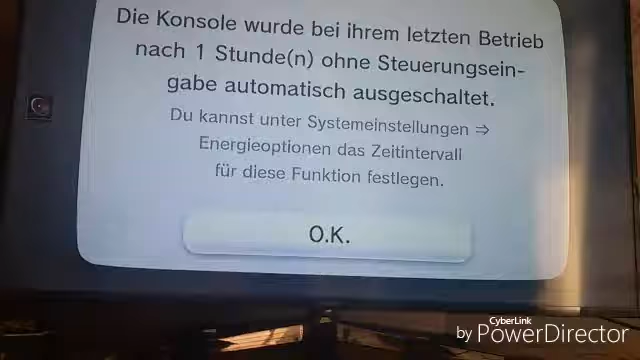 Die Konsole wurde bei ihrem letzten Betrieb
nach 1 Stunde(n) ohne Steuerungsein-
gabe automatisch ausgeschaltet.
Du kannst unter Systemeinstellungen ⇒
Energieoptionen das Zeitintervall
für diese Funktion festlegen.
O.K.
CyberLink
by PowerDirector